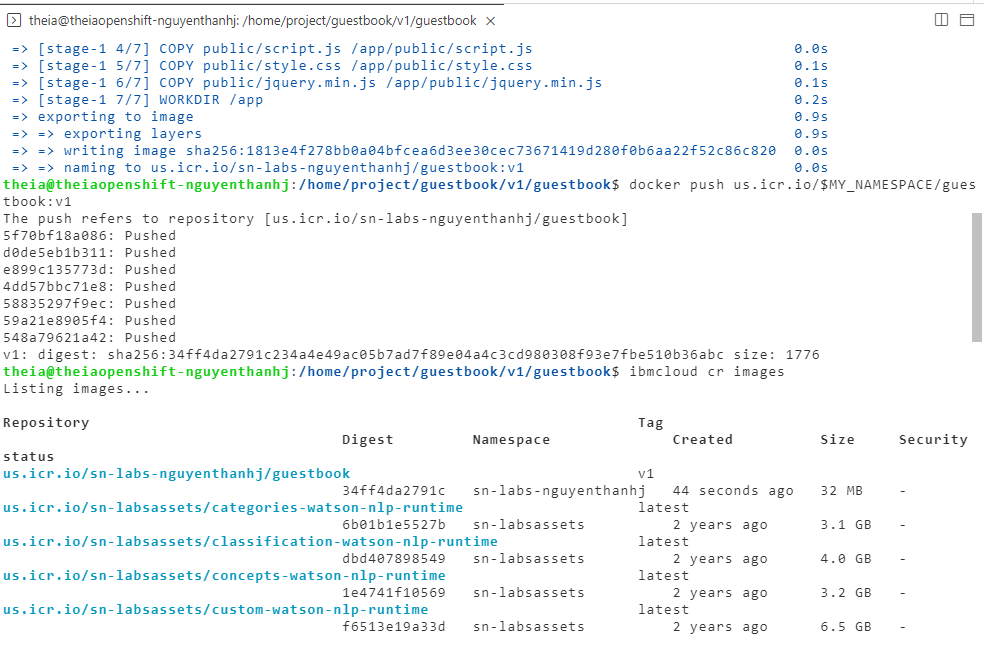 theia@theiaopenshift-nguyenthanhj: /home/project/guestbook/v1/guestbook ×
=> [stage-1 4/7] COPY public/script.js /app/public/script.js 0.0s
=> [stage-1 5/7] COPY public/style.css /app/public/style.css 0.1s
=> [stage-1 6/7] COPY public/jquery.min.js /app/public/jquery.min.js 0.1s
=> [stage-1 7/7] WORKDIR /app 0.2s
=> exporting to image 0.9s
=> => exporting layers 0.9s
=> => writing image sha256:1813e4f278bb0a04bfcea6d3ee30cec73671419d280f0b6aa22f52c86c820 0.0s
=> => naming to us.icr.io/sn-labs-nguyenthanhj/guestbook:v1 0.0s
theia@theiaopenshift-nguyenthanhj:/home/project/guestbook/v1/guestbook$ docker push us.icr.io/$MY_NAMESPACE/gues
tbook:v1
The push refers to repository [us.icr.io/sn-labs-nguyenthanhj/guestbook]
5f70bf18a086: Pushed
d0de5eb1b311: Pushed
e899c135773d: Pushed
4dd57bbc71e8: Pushed
58835297f9ec: Pushed
59a21e8905f4: Pushed
548a79621a42: Pushed
v1: digest: sha256:34ff4da2791c234a4e49ac05b7ad7f89e04a4c3cd980308f93e7fbe510b36abc size: 1776
theia@theiaopenshift-nguyenthanhj:/home/project/guestbook/v1/guestbook$ ibmcloud cr images
Listing images...
Repository Tag
Digest Namespace Created Size Security
status
us.icr.io/sn-labs-nguyenthanhj/guestbook v1
34ff4da2791c sn-labs-nguyenthanhj 44 seconds ago 32 MB -
us.icr.io/sn-labsassets/categories-watson-nlp-runtime latest
6b01b1e5527b sn-labsassets 2 years ago 3.1 GB -
us.icr.io/sn-labsassets/classification-watson-nlp-runtime latest
dbd407898549 sn-labsassets 2 years ago 4.0 GB -
us.icr.io/sn-labsassets/concepts-watson-nlp-runtime latest
1e4741f10569 sn-labsassets 2 years ago 3.2 GB -
us.icr.io/sn-labsassets/custom-watson-nlp-runtime latest
f6513e19a33d sn-labsassets 2 years ago 6.5 GB -